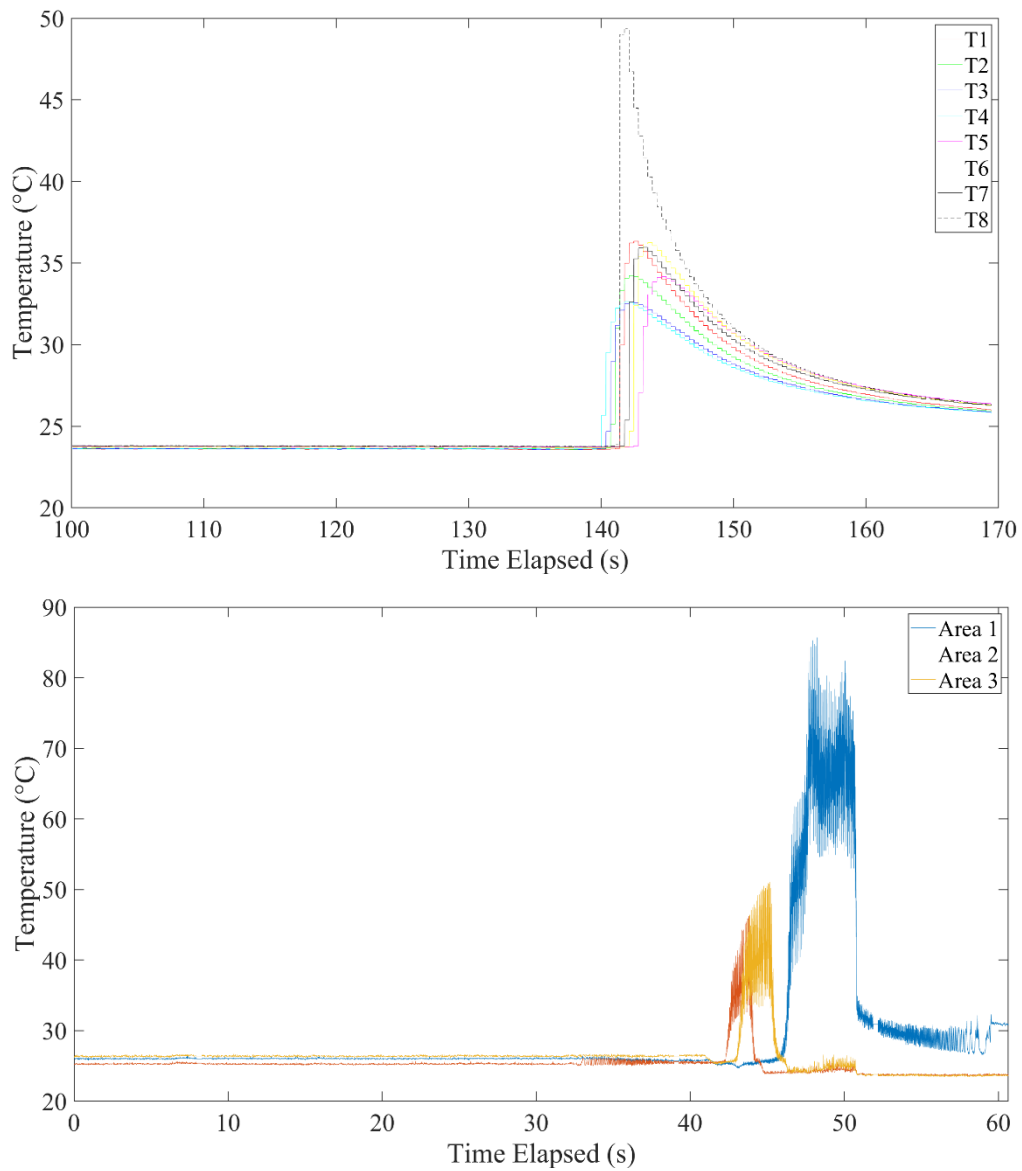 50
45
40
35
30
25
20
Temperature (°C)
T1
T2
T3
T4
T5
T6
T7
T8
100 110 120 130 140 150 160 170
Time Elapsed (s)
90
80
70
60
50
40
30
20
Temperature (°C)
Area 1
Area 2
Area 3
0 10 20 30 40 50 60
Time Elapsed (s)